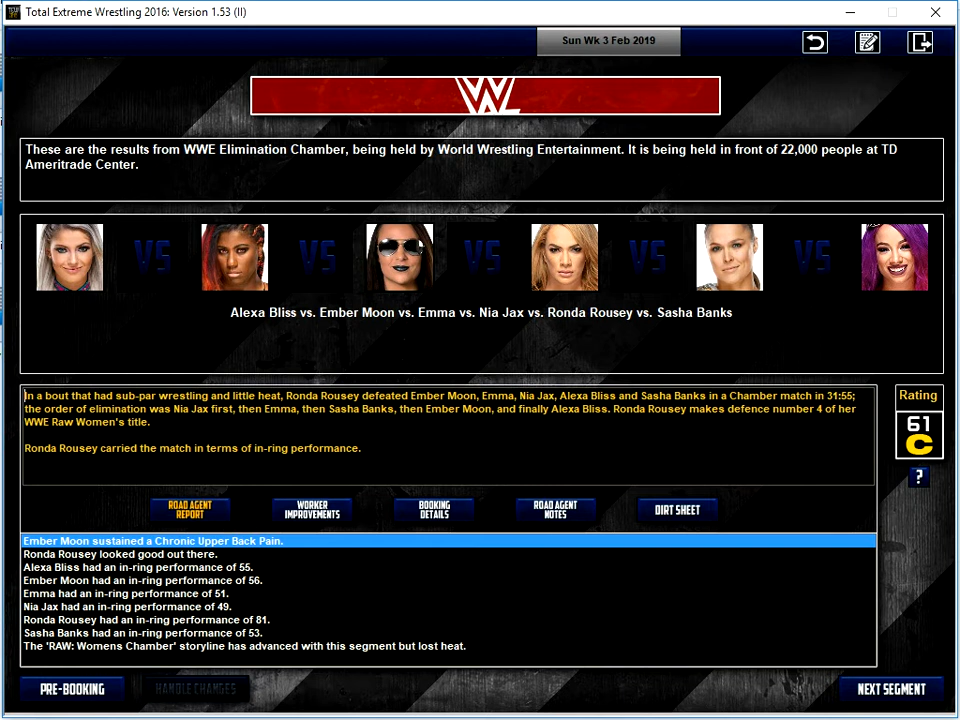 Total Extreme Wrestling 2016: Version 1.53 (II)
Sun Wk 3 Feb 2019
These are the results from WWE Elimination Chamber, being held by World Wrestling Entertainment. It is being held in front of 22,000 people at TD
Ameritrade Center.
VS VS VS VS VS
Alexa Bliss vs. Ember Moon vs. Emma vs. Nia Jax vs. Ronda Rousey vs. Sasha Banks
In a bout that had sub-par wrestling and little heat, Ronda Rousey defeated Ember Moon, Emma, Nia Jax, Alexa Bliss and Sasha Banks in a Chamber match in 31:55;
the order of elimination was Nia Jax first, then Emma, then Sasha Banks, then Ember Moon, and finally Alexa Bliss. Ronda Rousey makes defence number 4 of her
WWE Raw Women's title.
Ronda Rousey carried the match in terms of in-ring performance.
Rating
61
C
?
ROAD AGENT REPORT
WORKER IMPROVEMENTS
BOOKING DETAILS
ROAD AGENT NOTES
DIRT SHEET
Ember Moon sustained a Chronic Upper Back Pain.
Ronda Rousey looked good out there.
Alexa Bliss had an in-ring performance of 55.
Ember Moon had an in-ring performance of 56.
Emma had an in-ring performance of 51.
Nia Jax had an in-ring performance of 49.
Ronda Rousey had an in-ring performance of 81.
Sasha Banks had an in-ring performance of 53.
The 'RAW: Womens Chamber' storyline has advanced with this segment but lost heat.
PRE-BOOKING
HANDLE CHANGES
NEXT SEGMENT